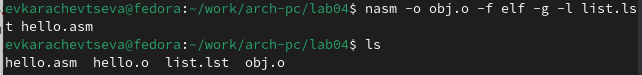 evkarachevtseva@fedora:~/work/arch-pc/lab04$ nasm -o obj.o -f elf -g -l list.ls
t hello.asm
evkarachevtseva@fedora:~/work/arch-pc/lab04$ ls
hello.asm  hello.o  list.lst  obj.o